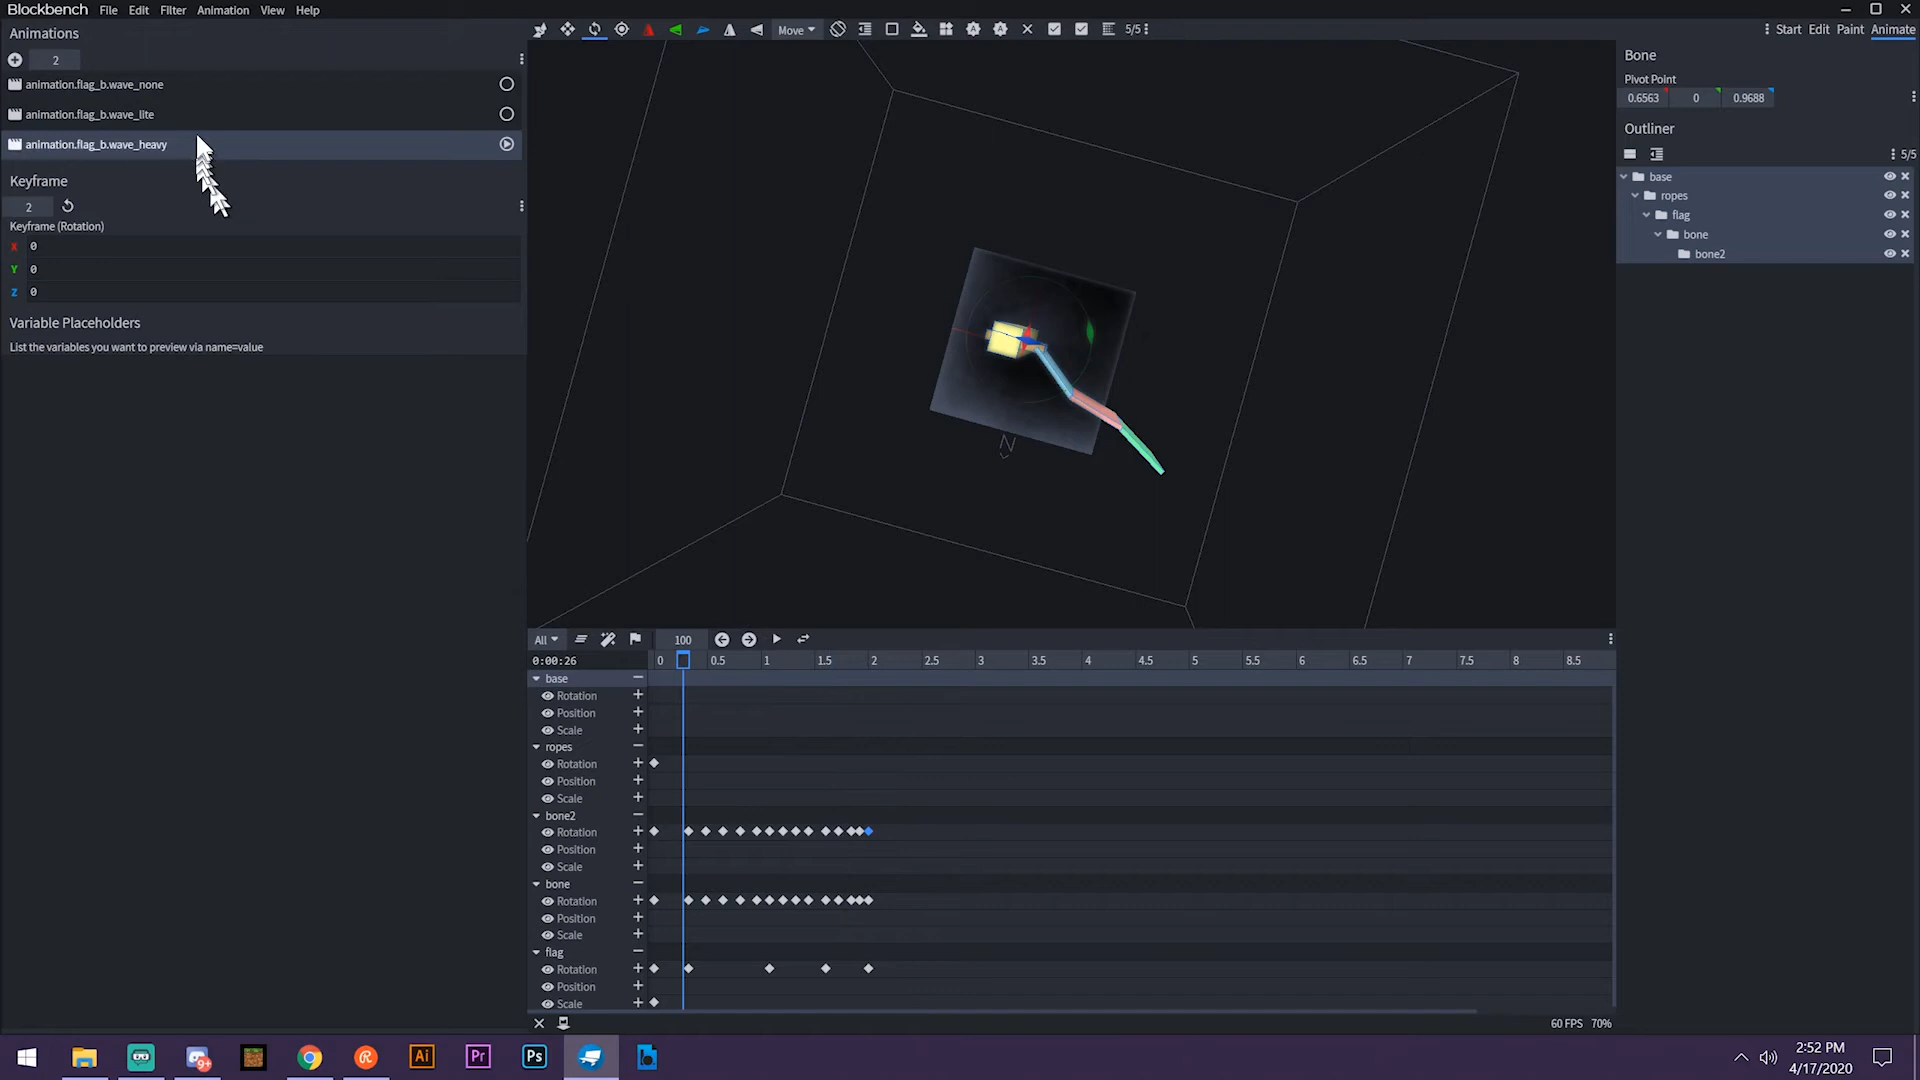 Blockbench File Edit Filter Animation View Help
Animations
2
animation.flag_b.wave_none
animation.flag_b.wave_lite
animation.flag_b.wave_heavy
Keyframe
2
Keyframe (Rotation)
X 0
Y 0
Z 0
Variable Placeholders
List the variables you want to preview via name=value
Move 5/5
Start Edit Paint Animate
Bone
Pivot Point
0.6563 0 0.9688
Outliner
5/5
base
ropes
flag
bone
bone2
N
All 100
0:00:26 0 0.5 1 1.5 2 2.5 3 3.5 4 4.5 5 5.5 6 6.5 7 7.5 8 8.5
base
Rotation
Position
Scale
ropes
Rotation
Position
Scale
bone2
Rotation
Position
Scale
bone
Rotation
Position
Scale
flag
Rotation
Position
Scale
60 FPS 70%
9+ Ai Pr Ps
2:52 PM
4/17/2020